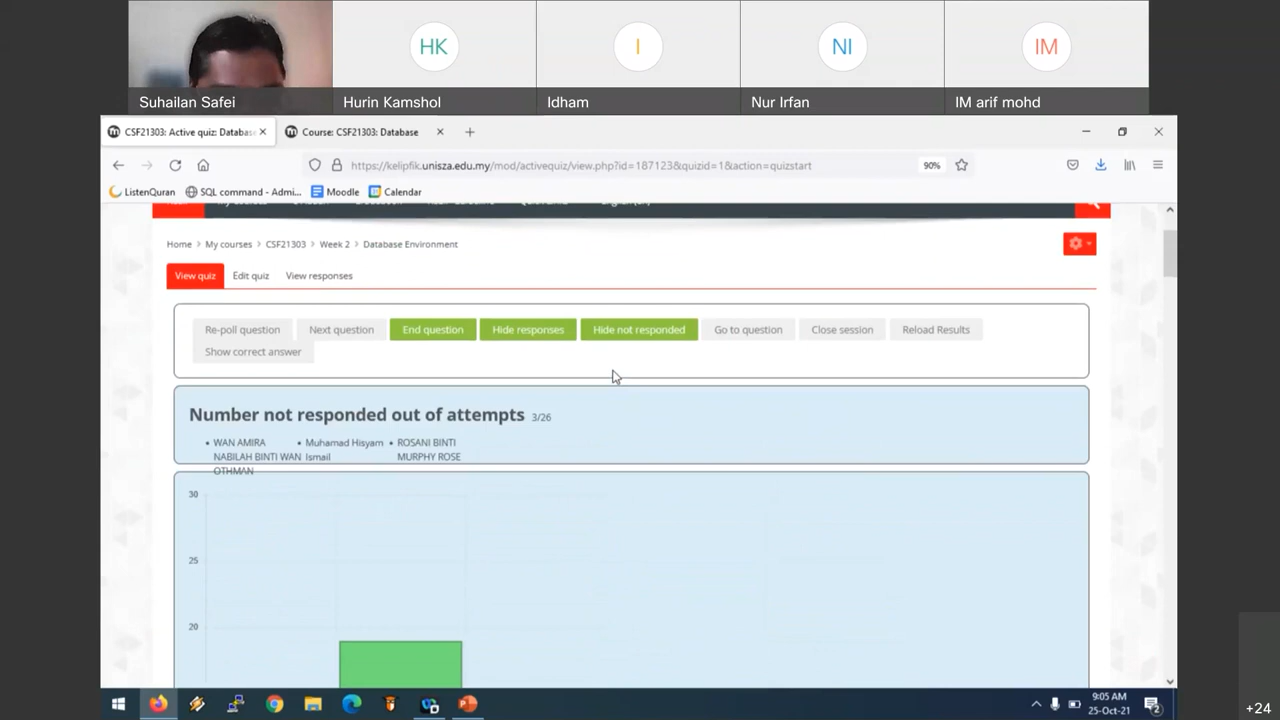 HK
I
NI
IM
Suhailan Safei
Hurin Kamshol
Idham
Nur Irfan
IM arif mohd
CSF21303: Active quiz: Databas
Course: CSF21303: Database
https://kelipfik.unisza.edu.my/mod/activequiz/view.php?id=187123&quizid=1&action=quizstart
90%
ListenQuran
SQL command - Admi...
Moodle
Calendar
Home > My courses > CSF21303 > Week 2 > Database Environment
View quiz
Edit quiz
View responses
Re-poll question
Next question
End question
Hide responses
Hide not responded
Go to question
Close session
Reload Results
Show correct answer
Number not responded out of attempts 3/26
• WAN AMIRA
NABILAH BINTI WAN
OTHMAN
• Muhamad Hisyam
Ismail
• ROSANI BINTI
MURPHY ROSE
30
25
20
9:05 AM
25-Oct-21
2
+24